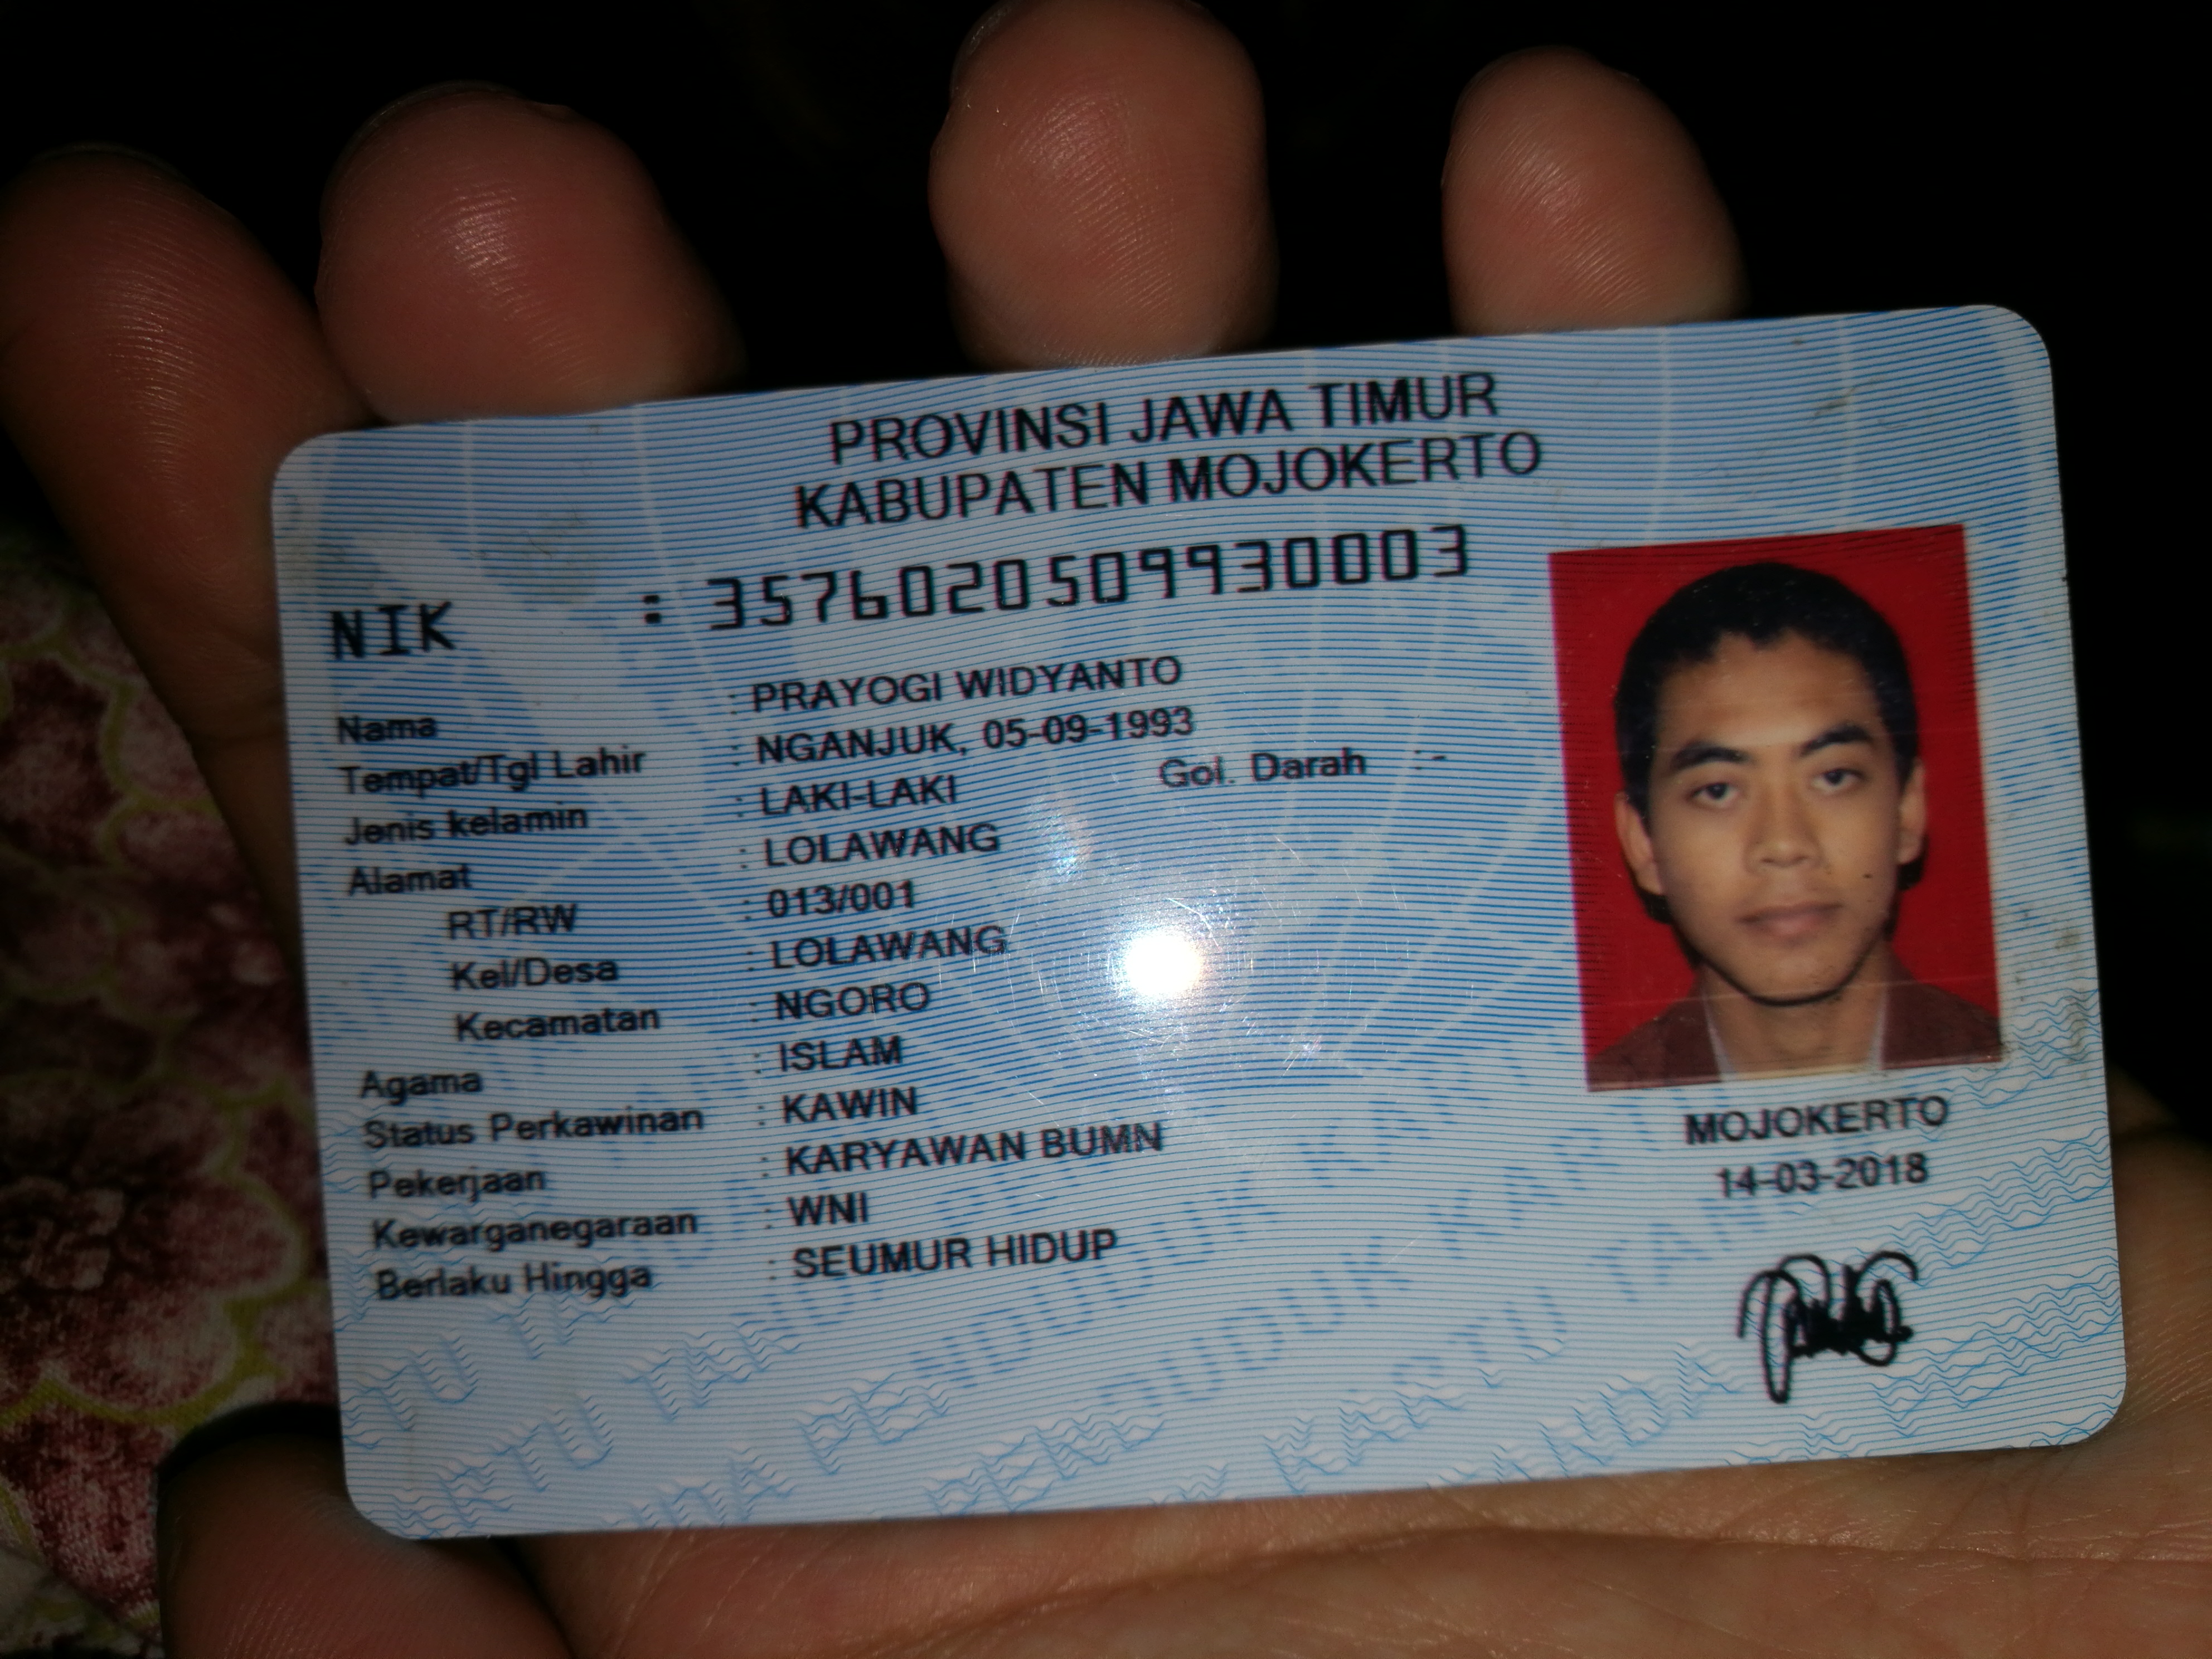 PROVINSI JAWA TIMUR
KABUPATEN MOJOKERTO
NIK : 3576020509930003
Nama : PRAYOGI WIDYANTO
Tempat/Tgl Lahir : NGANJUK, 05-09-1993
Jenis kelamin : LAKI-LAKI Gol. Darah : -
Alamat : LOLAWANG
RT/RW : 013/001
Kel/Desa : LOLAWANG
Kecamatan : NGORO
Agama : ISLAM
Status Perkawinan : KAWIN
Pekerjaan : KARYAWAN BUMN
Kewarganegaraan : WNI
Berlaku Hingga : SEUMUR HIDUP
MOJOKERTO
14-03-2018